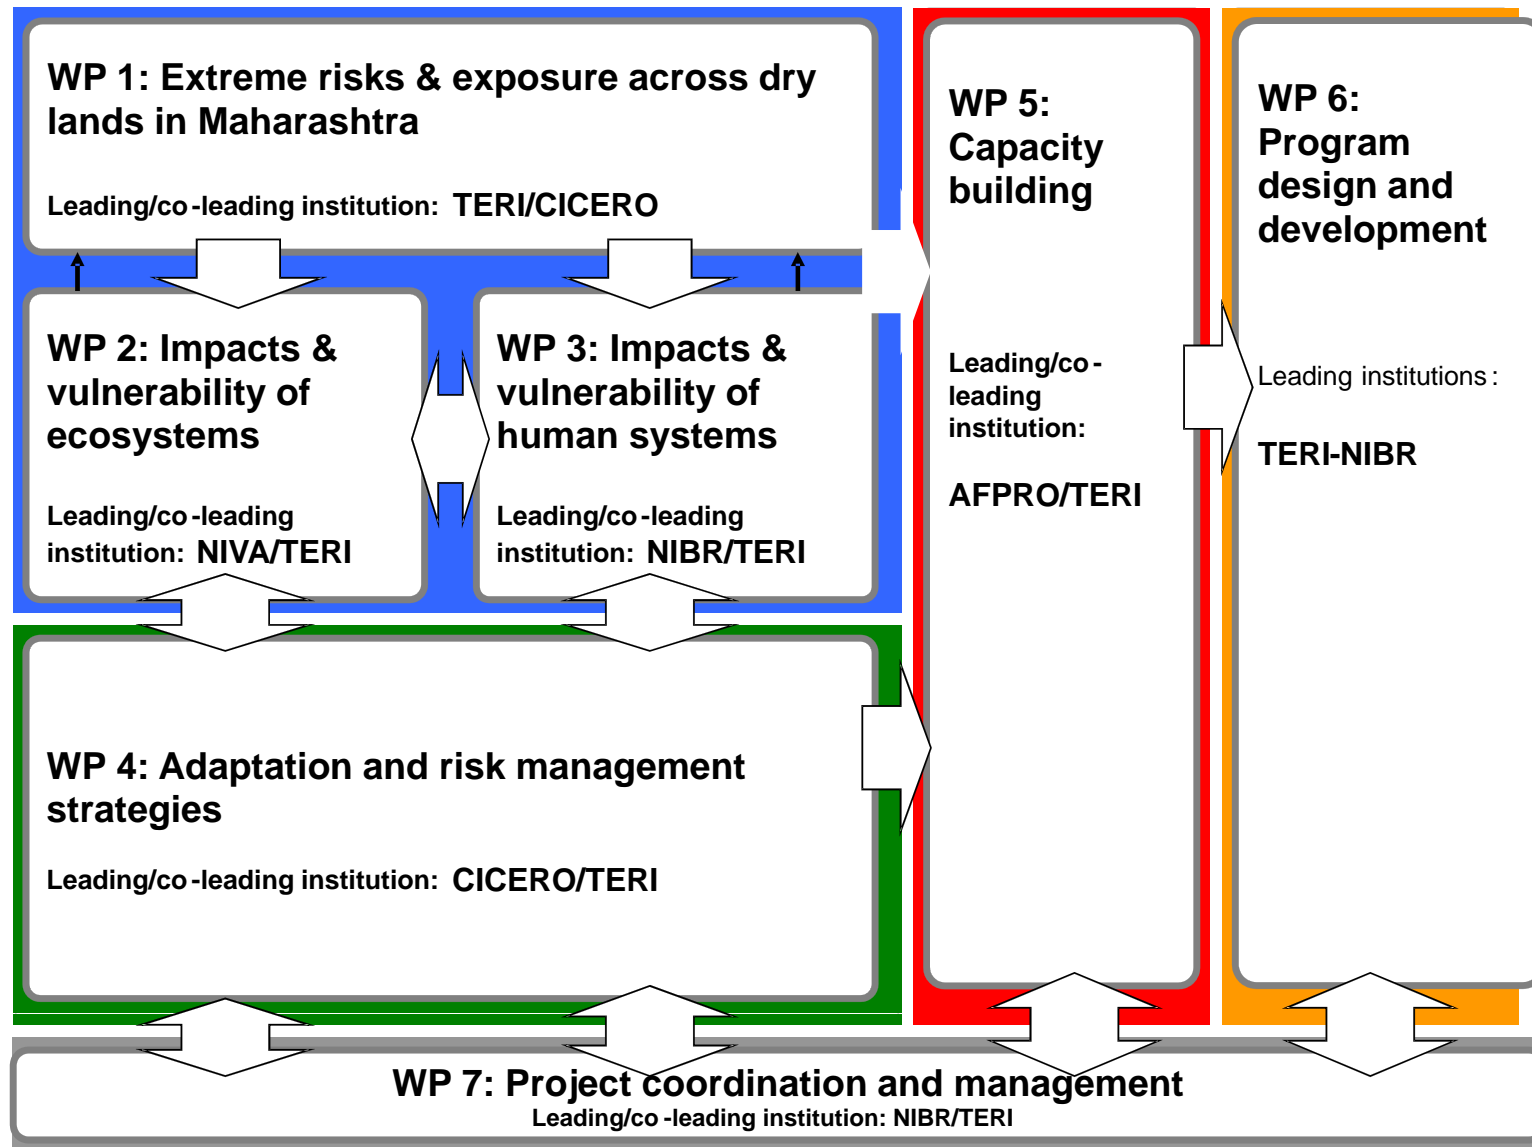 WP 1: Extreme risks & exposure across dry
lands in Maharashtra
Leading/co-leading institution: TERI/CICERO
WP 2: Impacts &
vulnerability of
ecosystems
Leading/co-leading
institution: NIVA/TERI
WP 3: Impacts &
vulnerability of
human systems
Leading/co-leading
institution: NIBR/TERI
WP 4: Adaptation and risk management
strategies
Leading/co-leading institution: CICERO/TERI
WP 5:
Capacity
building
Leading/co-
leading
institution:
AFPRO/TERI
WP 6:
Program
design and
development
Leading institutions:
TERI-NIBR
WP 7: Project coordination and management
Leading/co-leading institution: NIBR/TERI